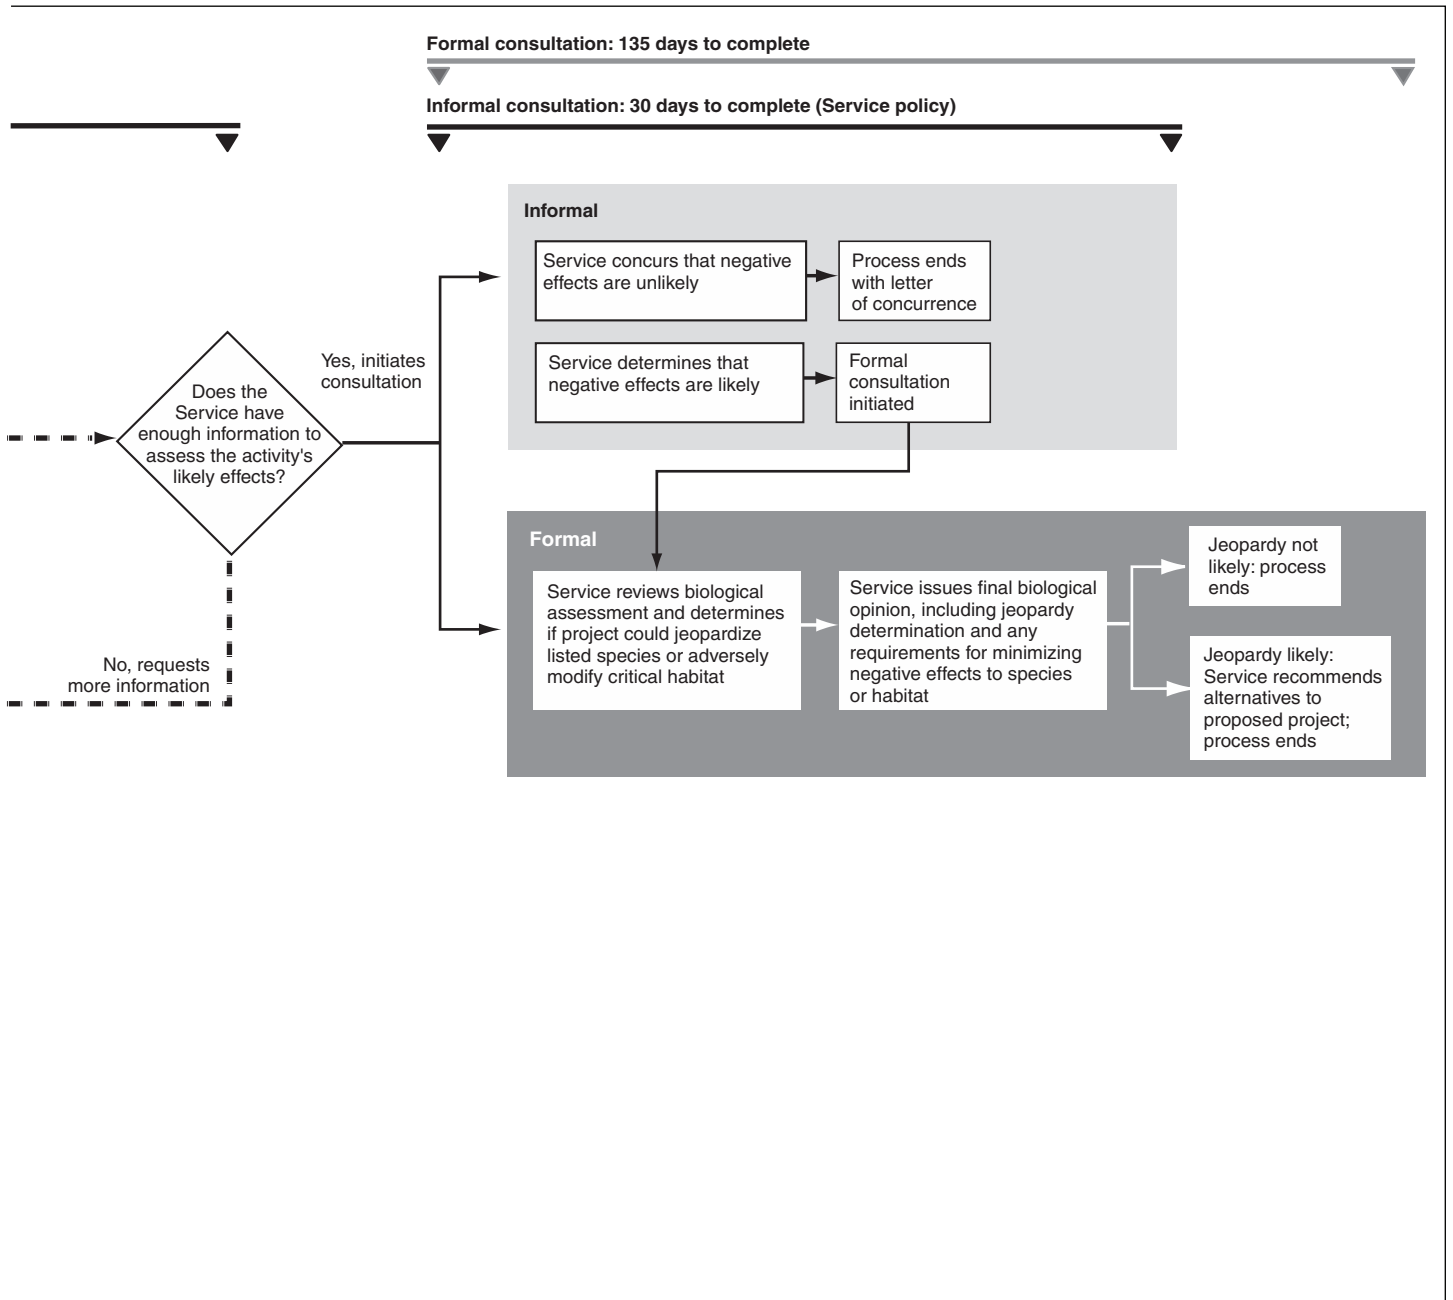 Formal consultation: 135 days to complete
Informal consultation: 30 days to complete (Service policy)
Informal
Service concurs that negative
effects are unlikely
Process ends
with letter
of concurrence
Service determines that
negative effects are likely
Formal
consultation
initiated
Yes, initiates
consultation
Does the
Service have
enough information to
assess the activity's
likely effects?
No, requests
more information
Formal
Service reviews biological
assessment and determines
if project could jeopardize
listed species or adversely
modify critical habitat
Service issues final biological
opinion, including jeopardy
determination and any
requirements for minimizing
negative effects to species
or habitat
Jeopardy not
likely: process
ends
Jeopardy likely:
Service recommends
alternatives to
proposed project;
process ends